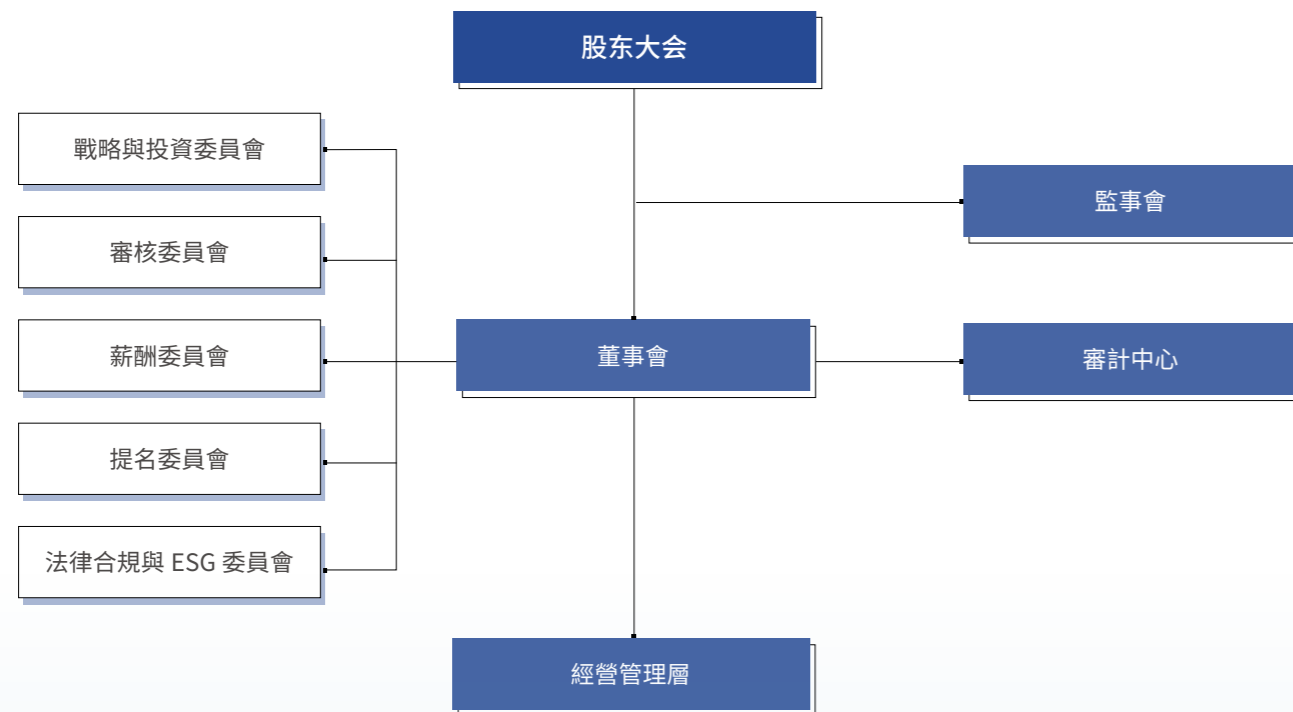 股东大会
戰略與投資委員會
監事會
審核委員會
董事會
審計中心
薪酬委員會
提名委員會
法律合規與 ESG 委員會
經營管理層